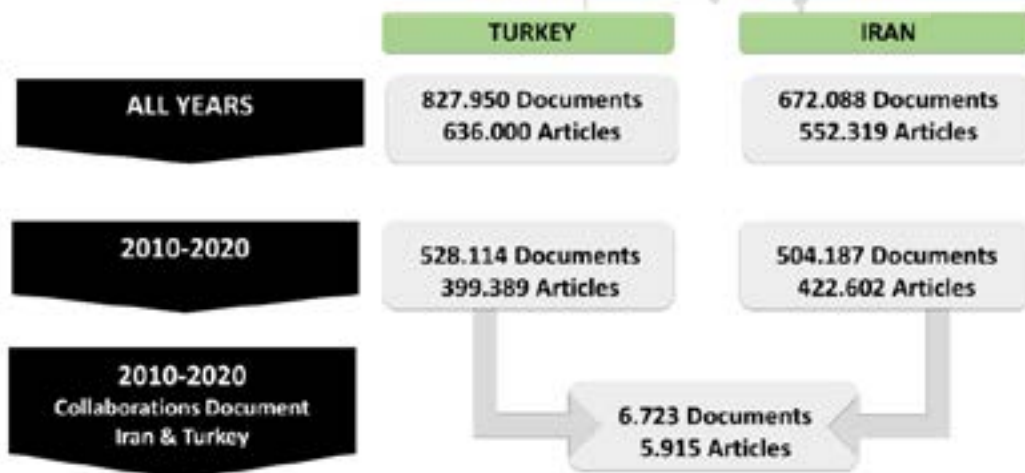 TURKEY
IRAN
ALL YEARS
827.950 Documents
636.000 Articles
672.088 Documents
552.319 Articles
2010-2020
528.114 Documents
399.389 Articles
504.187 Documents
422.602 Articles
2010-2020
Collaborations Document
Iran & Turkey
6.723 Documents
5.915 Articles